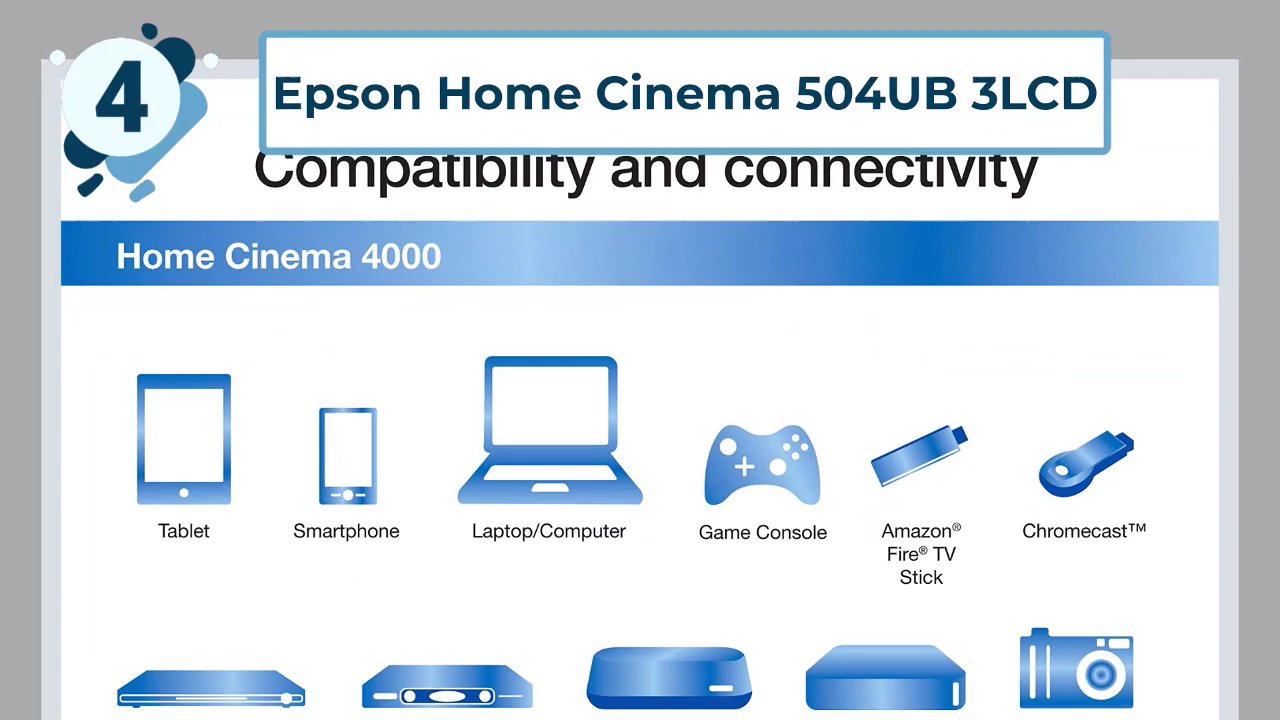 4
Epson Home Cinema 504UB 3LCD
Compatibility and connectivity
Home Cinema 4000
Tablet
Smartphone
Laptop/Computer
Game Console
Amazon®
Fire® TV
Stick
Chromecast™